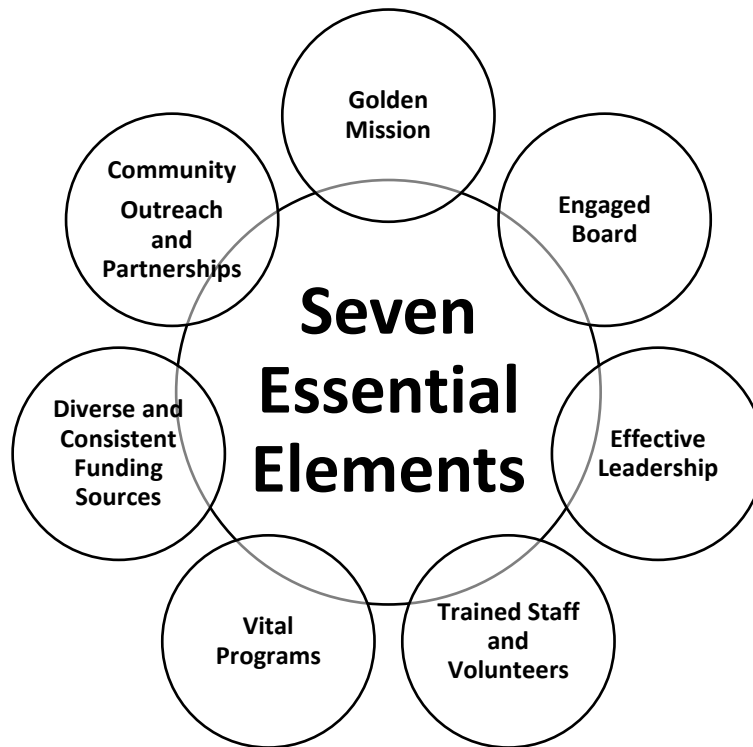 Golden
Mission
Engaged
Board
Effective
Leadership
Trained Staff
and
Volunteers
Vital
Programs
Diverse and
Consistent
Funding
Sources
Community
Outreach
and
Partnerships
Seven
Essential
Elements